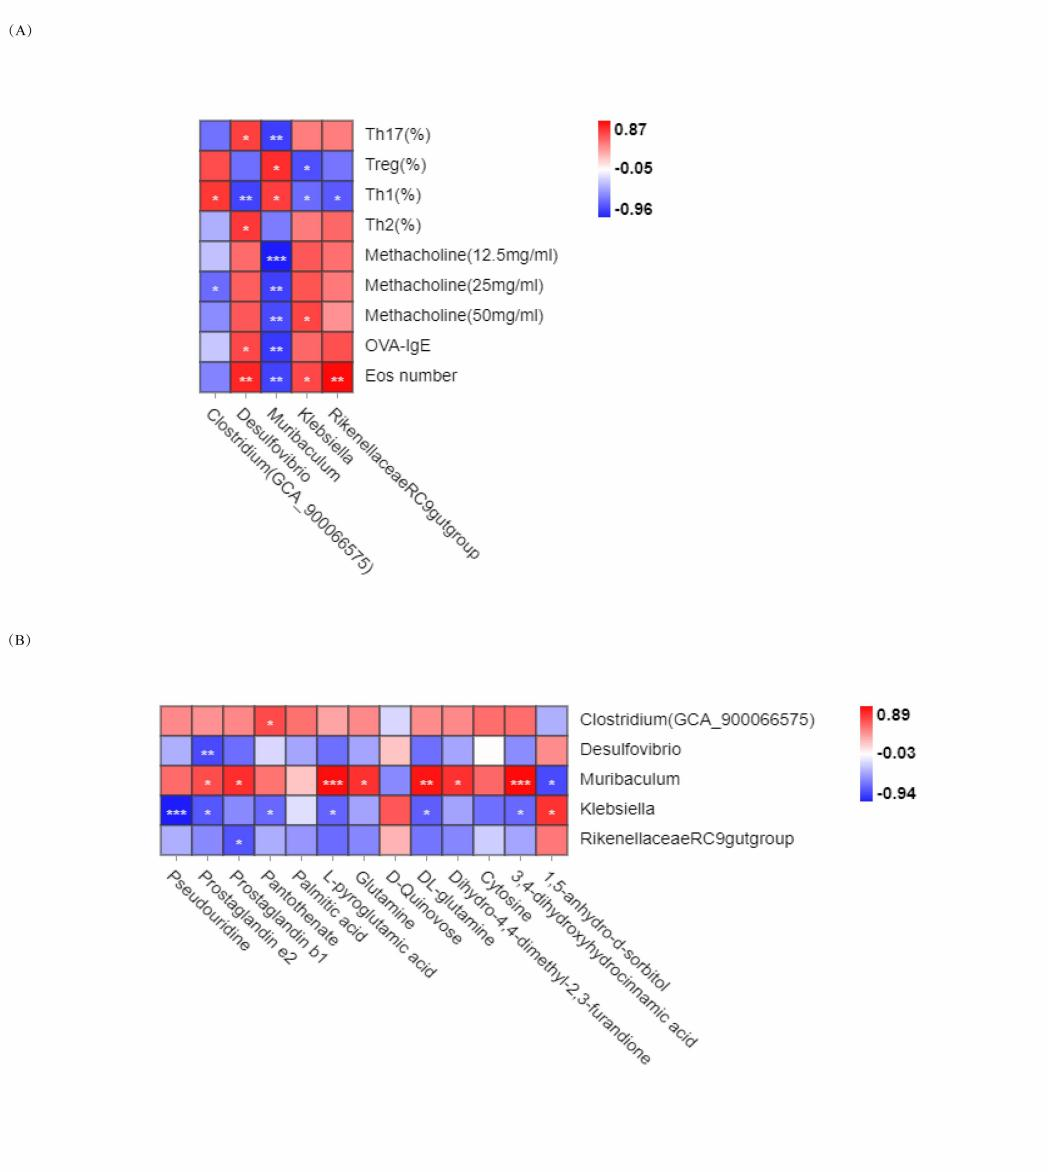 (A)
* ** Th17(%)
* * Treg(%)
* ** * * * Th1(%)
* Th2(%)
*** Methacholine(12.5mg/ml)
* ** Methacholine(25mg/ml)
** * Methacholine(50mg/ml)
* ** OVA-IgE
** ** * ** Eos number
0.87
-0.05
-0.96
Clostridium(GCA_900066575)
Desulfovibrio
Muribaculum
Klebsiella
RikenellaceaeRC9gutgroup
(B)
* Clostridium(GCA_900066575)
** Desulfovibrio
* * *** * ** * *** * Muribaculum
*** * * * * * * Klebsiella
* RikenellaceaeRC9gutgroup
0.89
-0.03
-0.94
Pseudouridine
Prostaglandin e2
Prostaglandin b1
Pantothenate
Palmitic acid
L-pyroglutamic acid
Glutamine
D-Quinovose
DL-glutamine
Dihydro-4,4-dimethyl-2,3-furandione
Cytosine
3,4-dihydroxyhydrocinnamic acid
1,5-anhydro-d-sorbitol